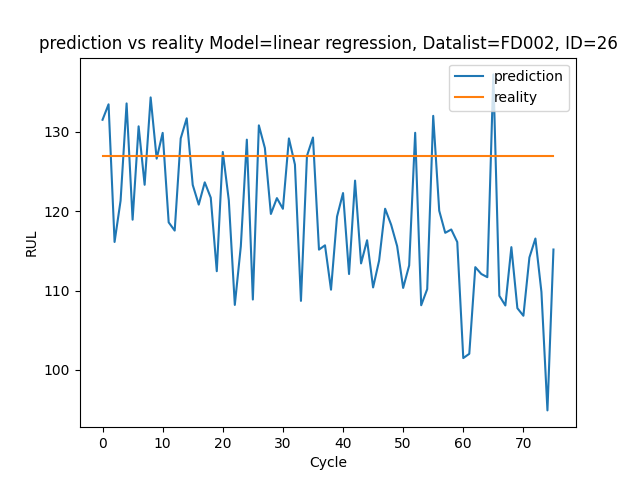 prediction vs reality Model=linear regression, Datalist=FD002, ID=26
prediction
reality
130
120
110
100
RUL
0 10 20 30 40 50 60 70
Cycle